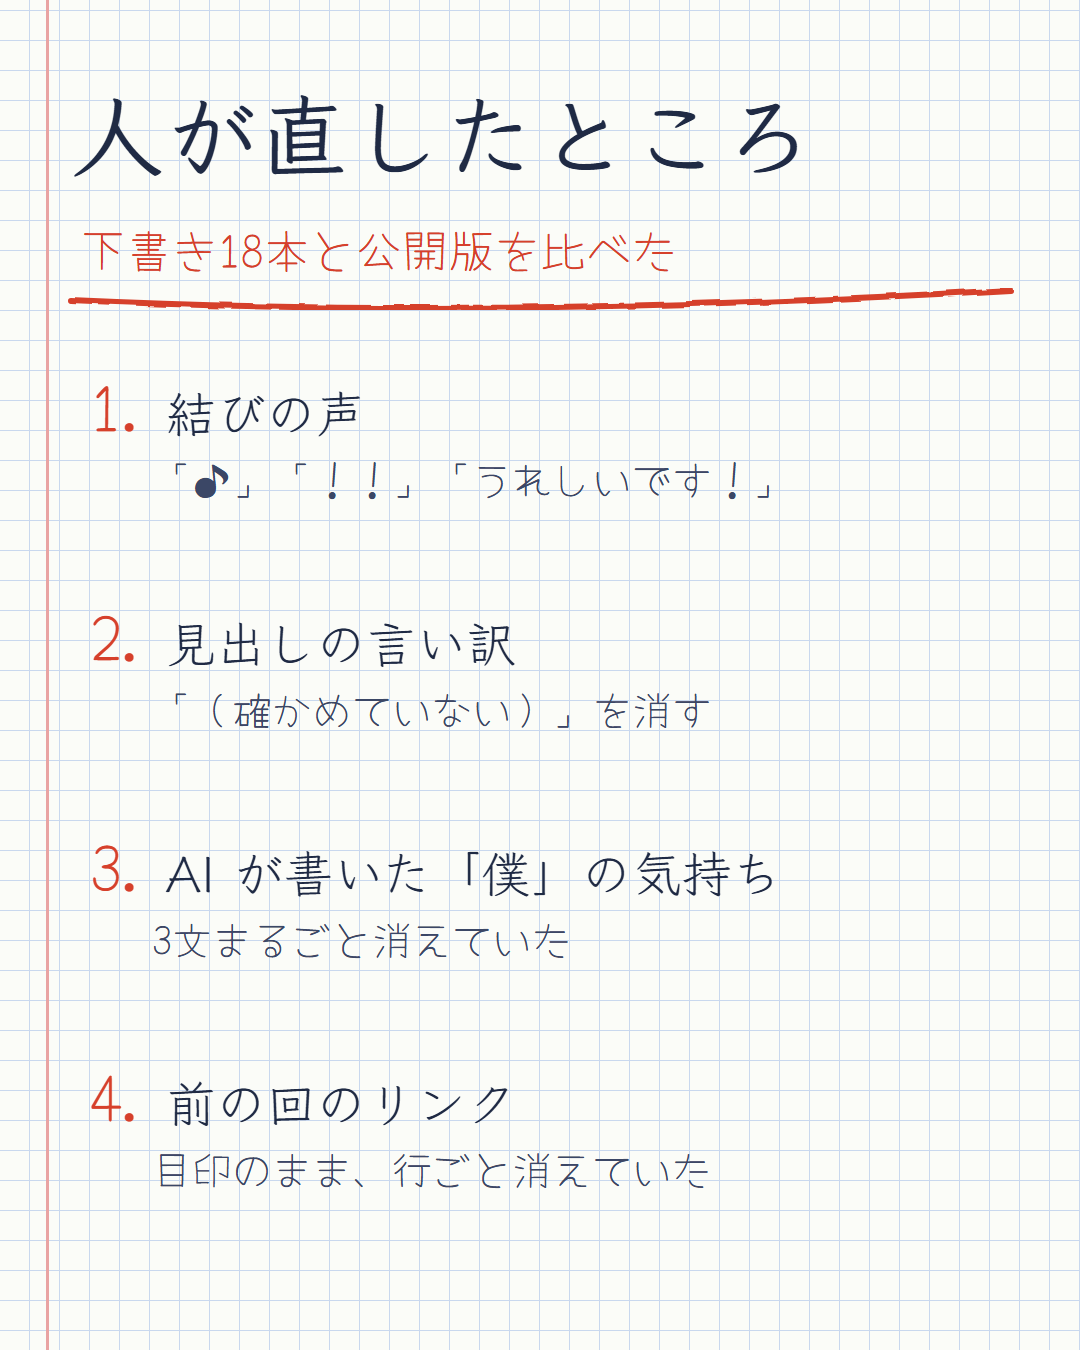 人が直したところ
下書き18本と公開版を比べた
1. 結びの声
「♪」「！！」「うれしいです！」
2. 見出しの言い訳
「（確かめていない）」を消す
3. AI が書いた「僕」の気持ち
3文まるごと消えていた
4. 前の回のリンク
目印のまま、行ごと消えていた